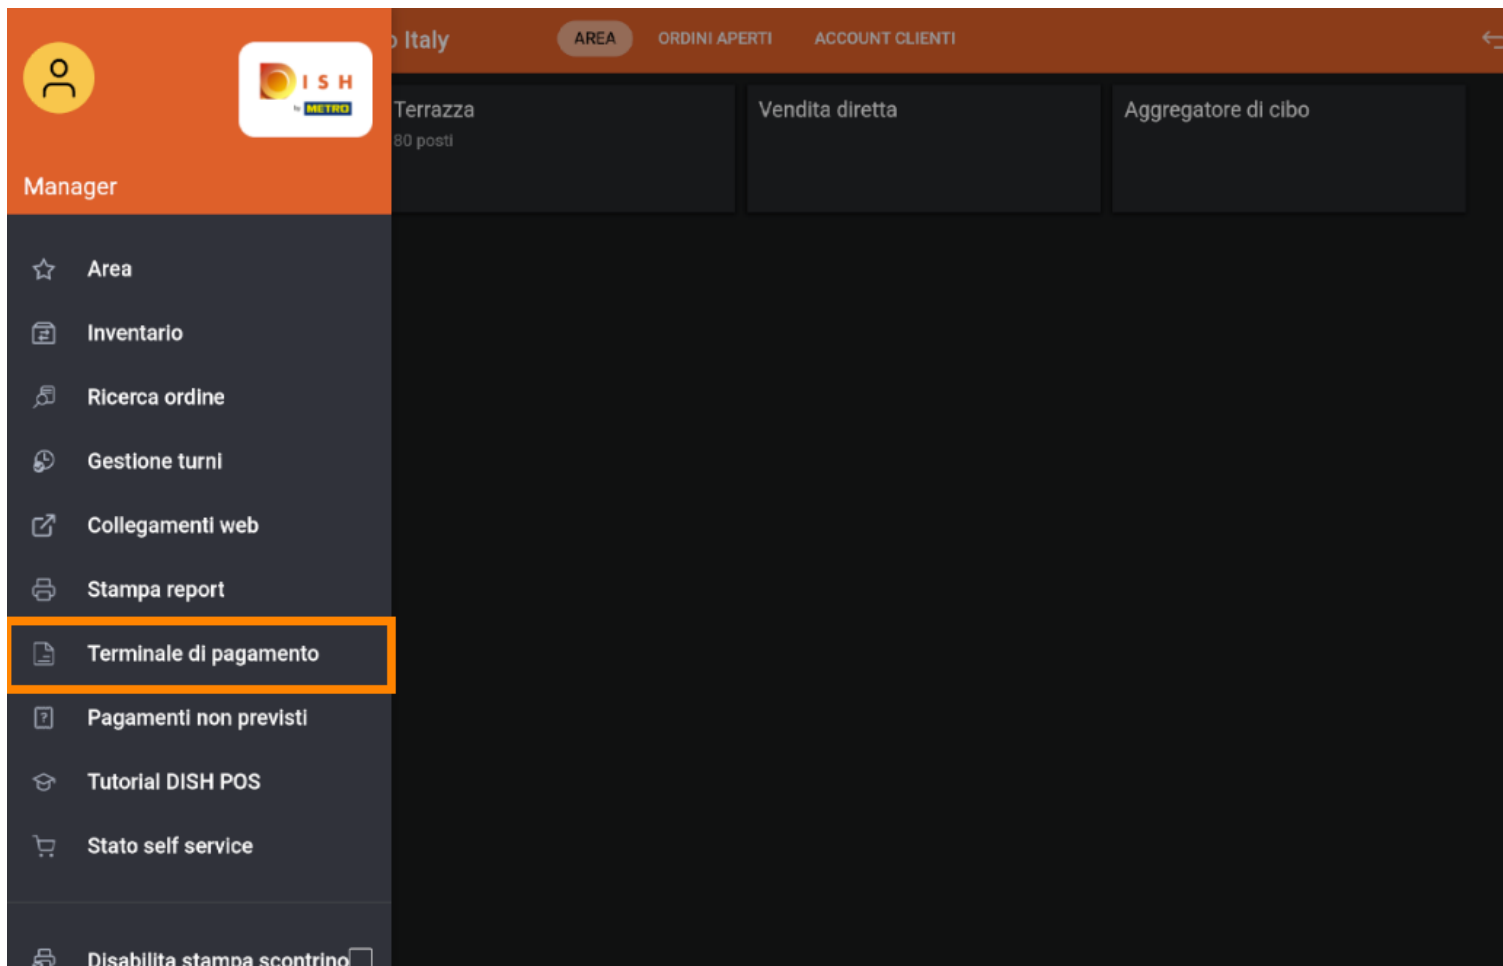 Italy
AREA
ORDINI APERTI
ACCOUNT CLIENTI
DISH
by METRO
Manager
Terrazza
80 posti
Vendita diretta
Aggregatore di cibo
Area
Inventario
Ricerca ordine
Gestione turni
Collegamenti web
Stampa report
Terminale di pagamento
Pagamenti non previsti
Tutorial DISH POS
Stato self service
Disabilita stampa scontrino